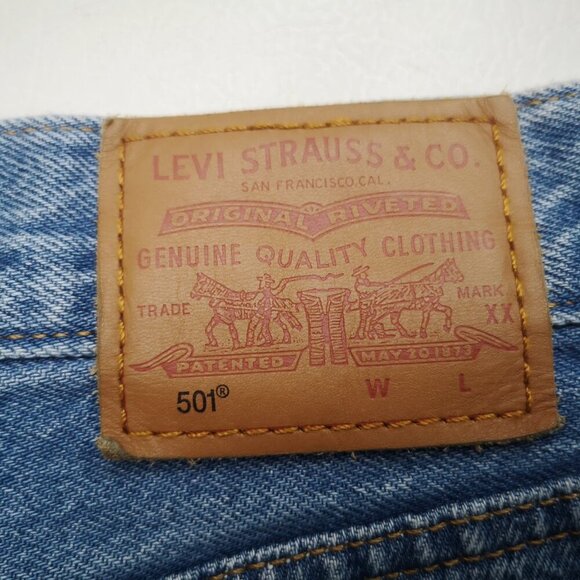 LEVI STRAUSS & CO.
SAN FRANCISCO, CAL.
ORIGINAL RIVETED
GENUINE QUALITY CLOTHING
TRADE MARK
XX
PATENTED MAY 20 1873
501® W L